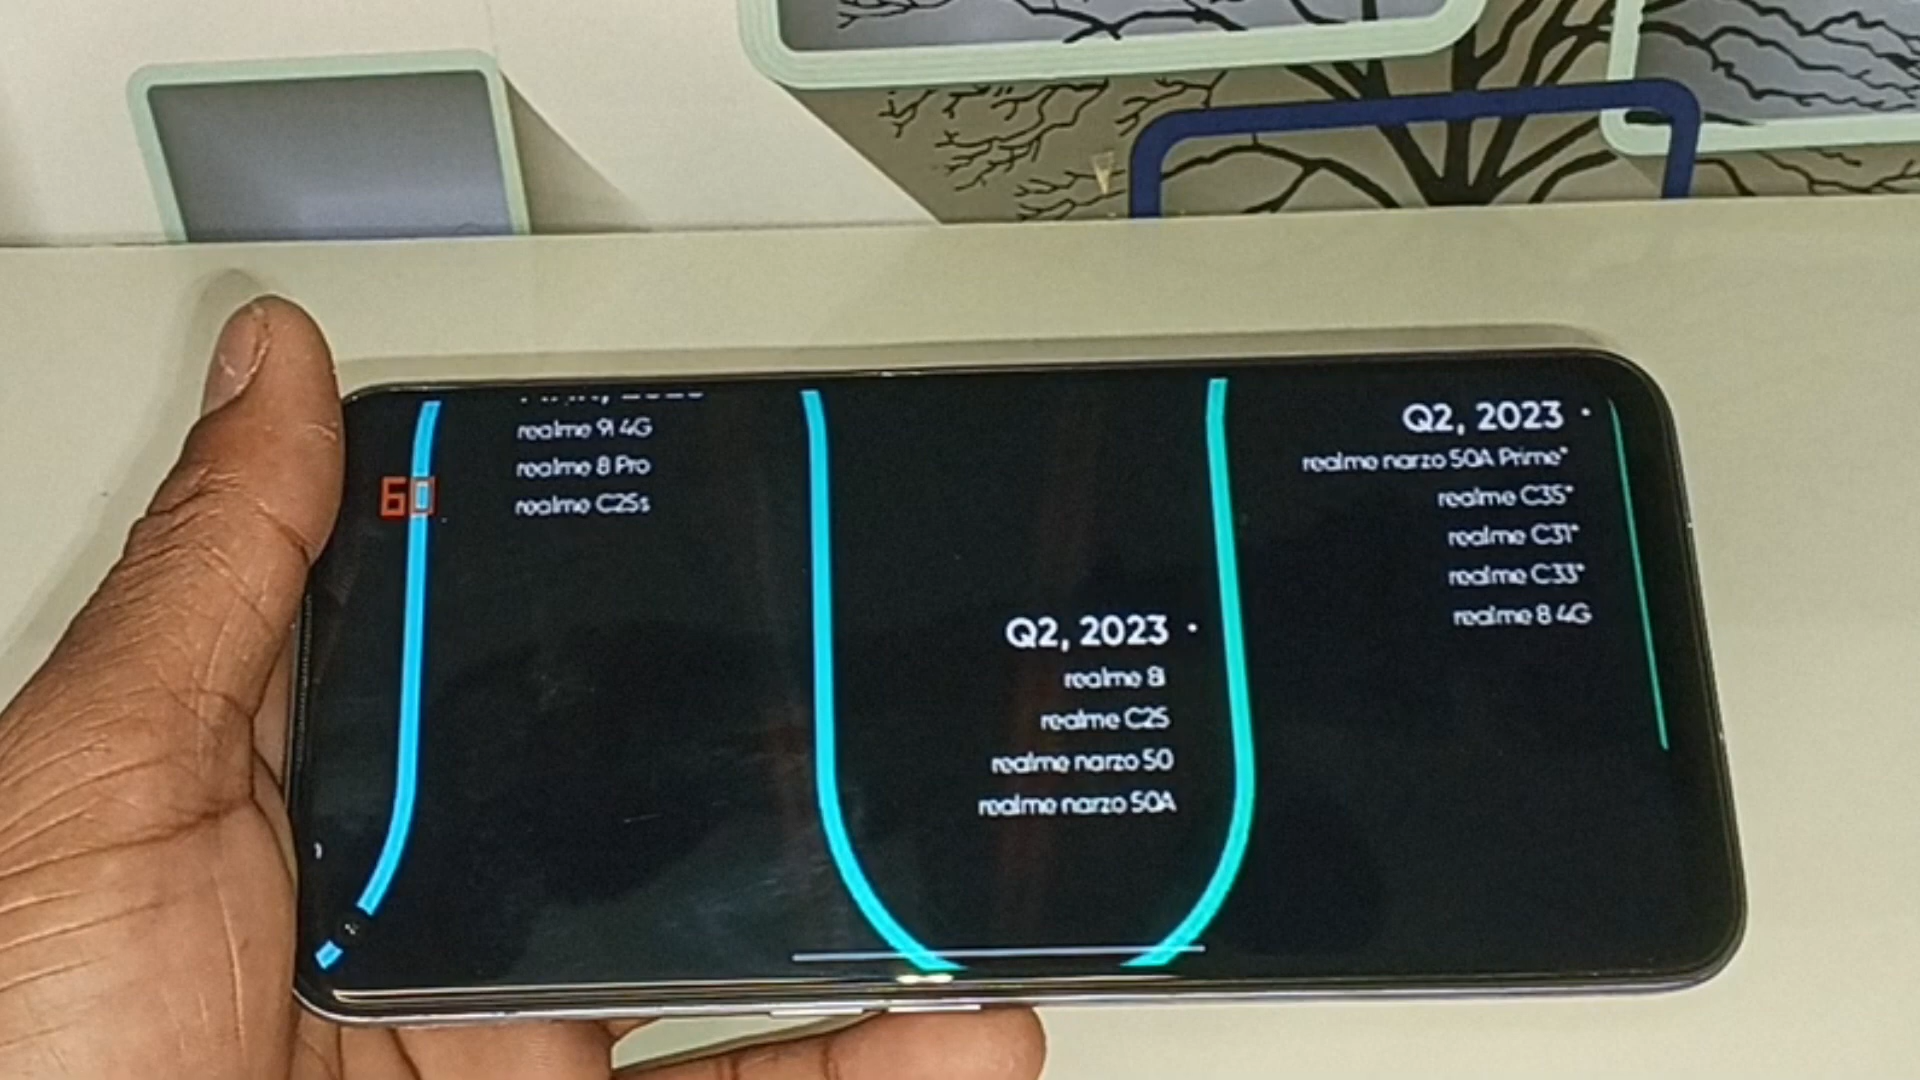 60
realme 9i 4G
realme 8 Pro
realme C25s
Q2, 2023
realme 8i
realme C25
realme narzo 50
realme narzo 50A
Q2, 2023
realme narzo 50A Prime*
realme C35*
realme C31*
realme C33*
realme 8 4G